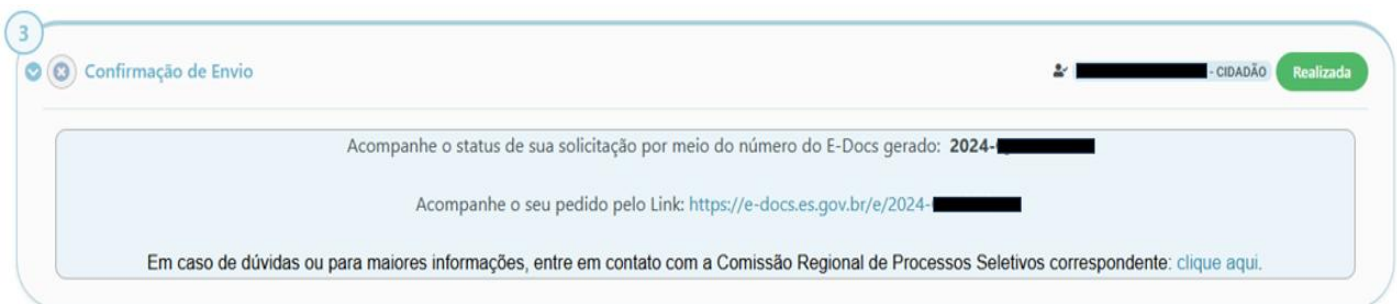 3
Confirmação de Envio
- CIDADÃO
Realizada
Acompanhe o status de sua solicitação por meio do número do E-Docs gerado: 2024-
Acompanhe o seu pedido pelo Link: https://e-docs.es.gov.br/e/2024-
Em caso de dúvidas ou para maiores informações, entre em contato com a Comissão Regional de Processos Seletivos correspondente: clique aqui.